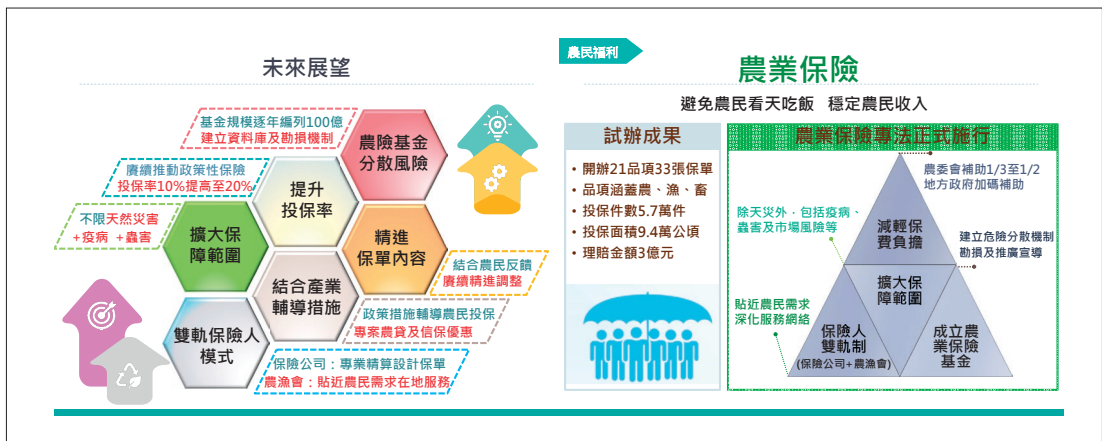 未來展望
基金規模逐年編列100億
建立資料庫及勘損機制
農險基金
分散風險
賡續推動政策性保險
投保率10%提高至20%
提升
投保率
不限天然災害
+疫病 +蟲害
擴大保
障範圍
精進
保單內容
結合農民反饋
賡續精進調整
結合產業
輔導措施
政策措施輔導農民投保
專案農貸及信保優惠
雙軌保險人
模式
保險公司：專業精算設計保單
農漁會：貼近農民需求在地服務
農民福利
農業保險
避免農民看天吃飯 穩定農民收入
試辦成果
• 開辦21品項33張保單
• 品項涵蓋農、漁、畜
• 投保件數5.7萬件
• 投保面積9.4萬公頃
• 理賠金額3億元
農業保險專法正式施行
農委會補助1/3至1/2
地方政府加碼補助
減輕保
費負擔
除天災外，包括疫病、
蟲害及市場風險等
建立危險分散機制
勘損及推廣宣導
擴大保
障範圍
貼近農民需求
深化服務網絡
保險人
雙軌制
(保險公司+農漁會)
成立農
業保險
基金